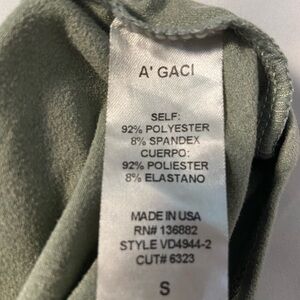 A' GACI
SELF:
92% POLYESTER
8% SPANDEX
CUERPO:
92% POLIESTER
8% ELASTANO
MADE IN USA
RN# 136882
STYLE VD4944-2
CUT# 6323
S